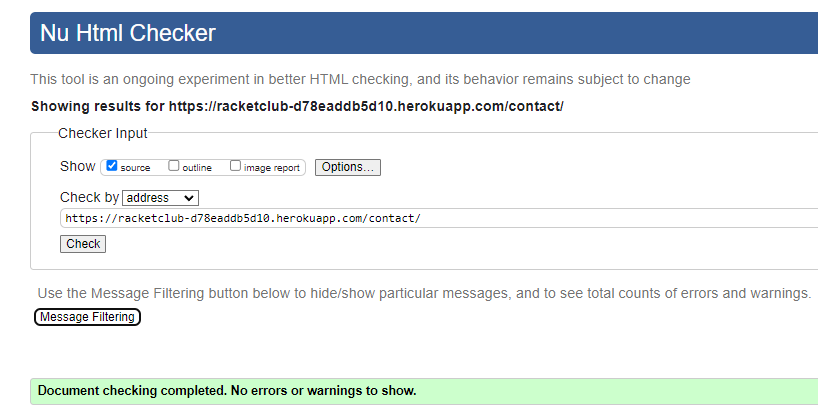 Nu Html Checker
This tool is an ongoing experiment in better HTML checking, and its behavior remains subject to change
Showing results for https://racketclub-d78eaddb5d10.herokuapp.com/contact/
Checker Input
Show source outline image report Options...
Check by address
https://racketclub-d78eaddb5d10.herokuapp.com/contact/
Check
Use the Message Filtering button below to hide/show particular messages, and to see total counts of errors and warnings.
Message Filtering
Document checking completed. No errors or warnings to show.